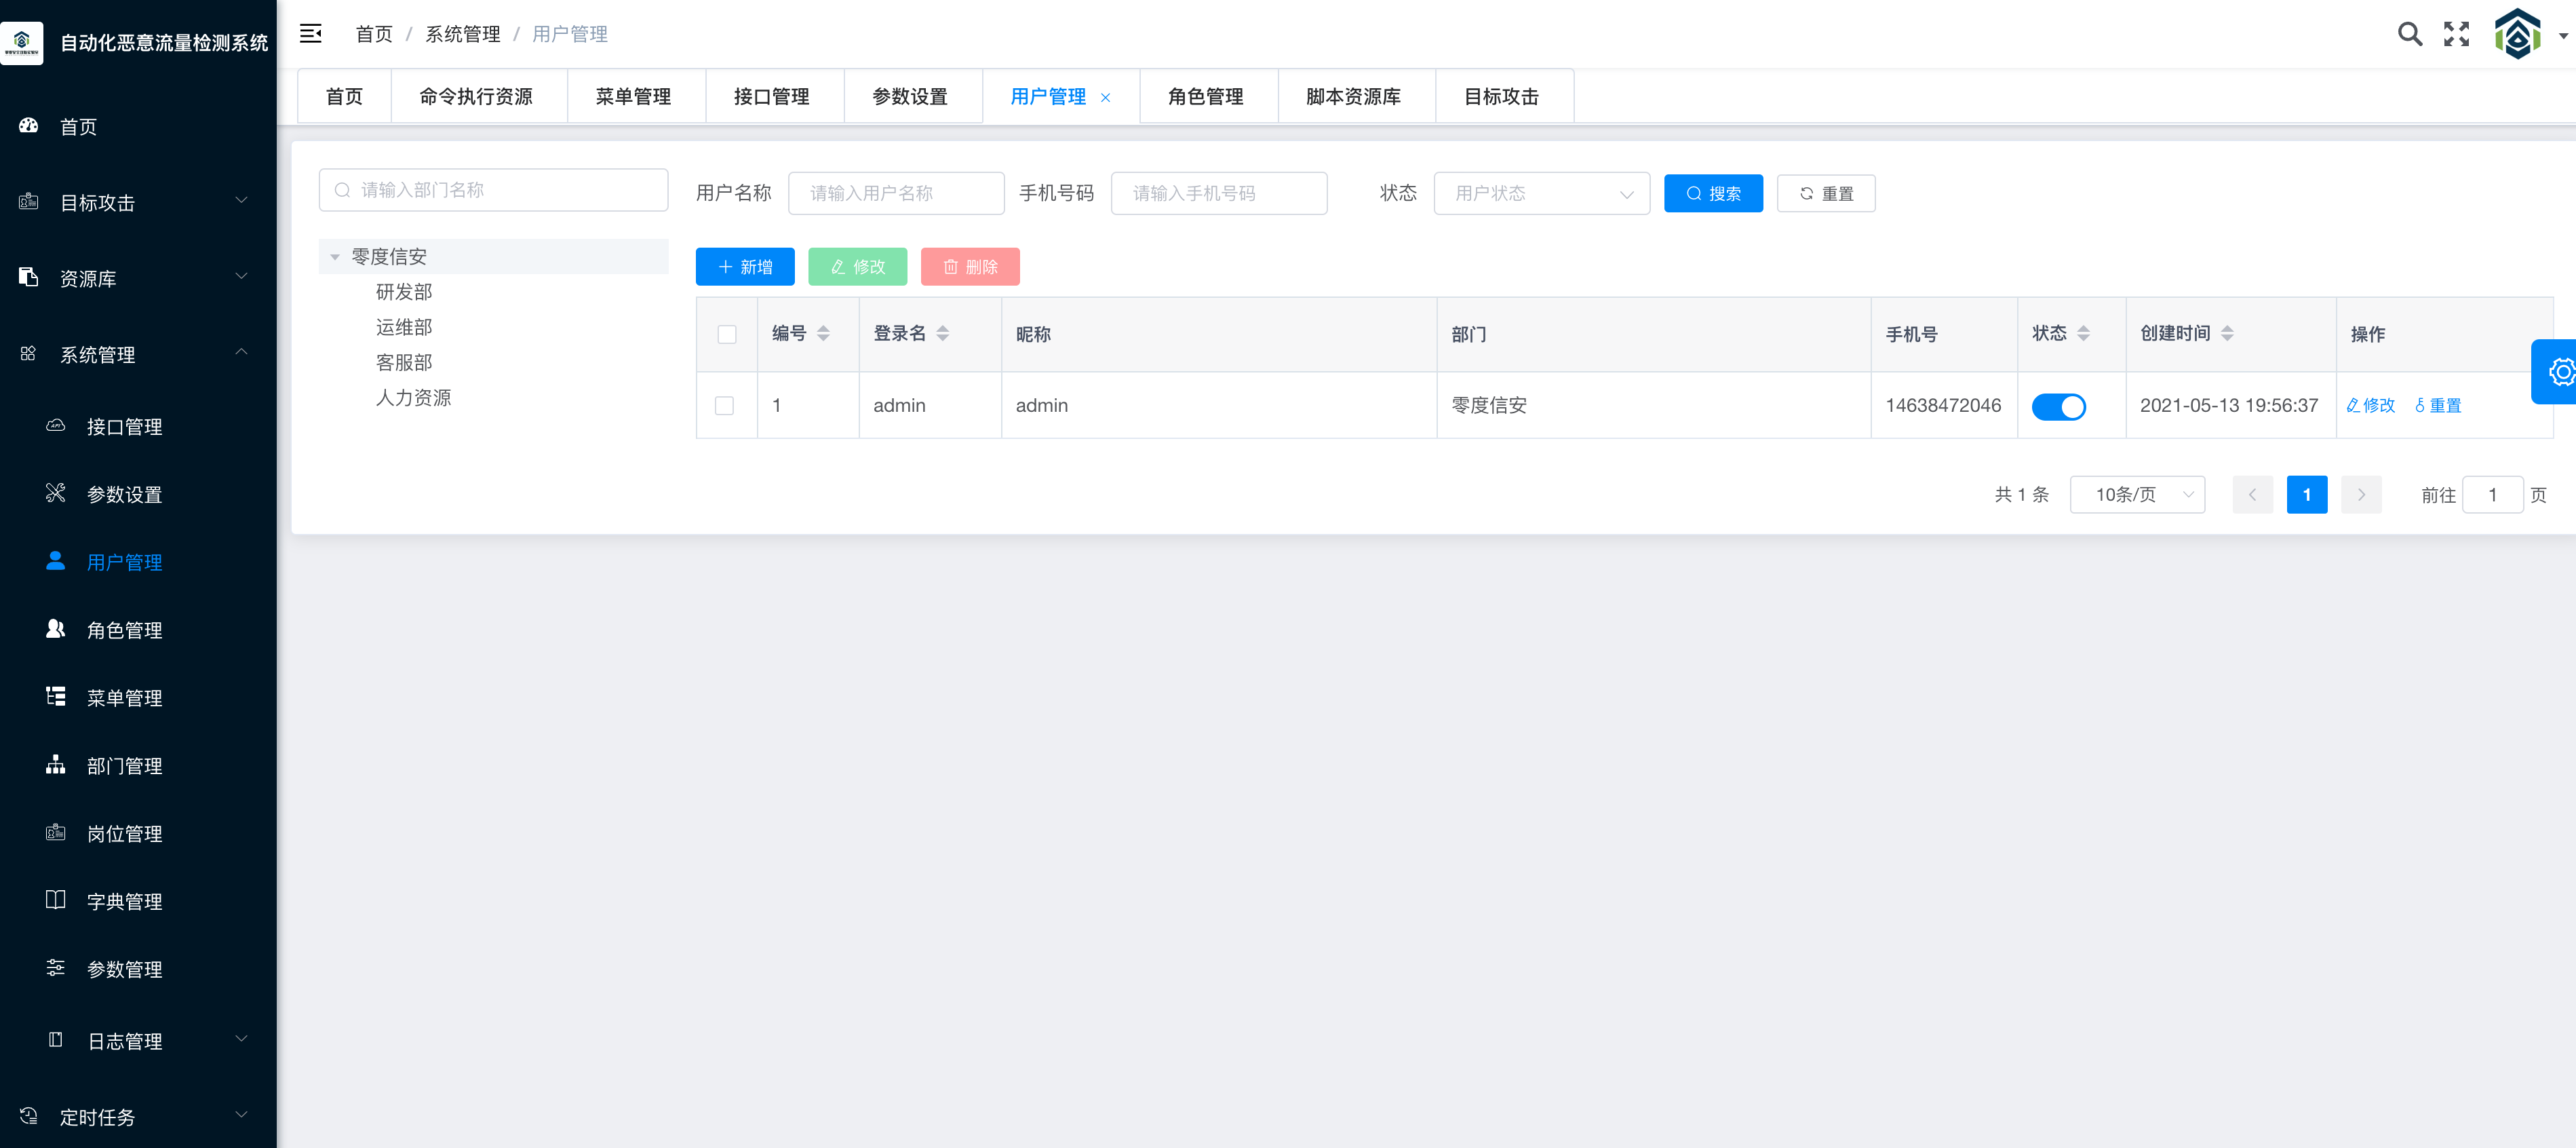 自动化恶意流量检测系统
首页
目标攻击
资源库
系统管理
接口管理
参数设置
用户管理
角色管理
菜单管理
部门管理
岗位管理
字典管理
参数管理
日志管理
定时任务
首页 / 系统管理 / 用户管理
首页 命令执行资源 菜单管理 接口管理 参数设置 用户管理 × 角色管理 脚本资源库 目标攻击
请输入部门名称
零度信安
研发部
运维部
客服部
人力资源
用户名称 请输入用户名称 手机号码 请输入手机号码 状态 用户状态 搜索 重置
新增 修改 删除
编号 登录名 昵称 部门 手机号 状态 创建时间 操作
1 admin admin 零度信安 14638472046 2021-05-13 19:56:37 修改 重置
共 1 条 10条/页 1 前往 1 页